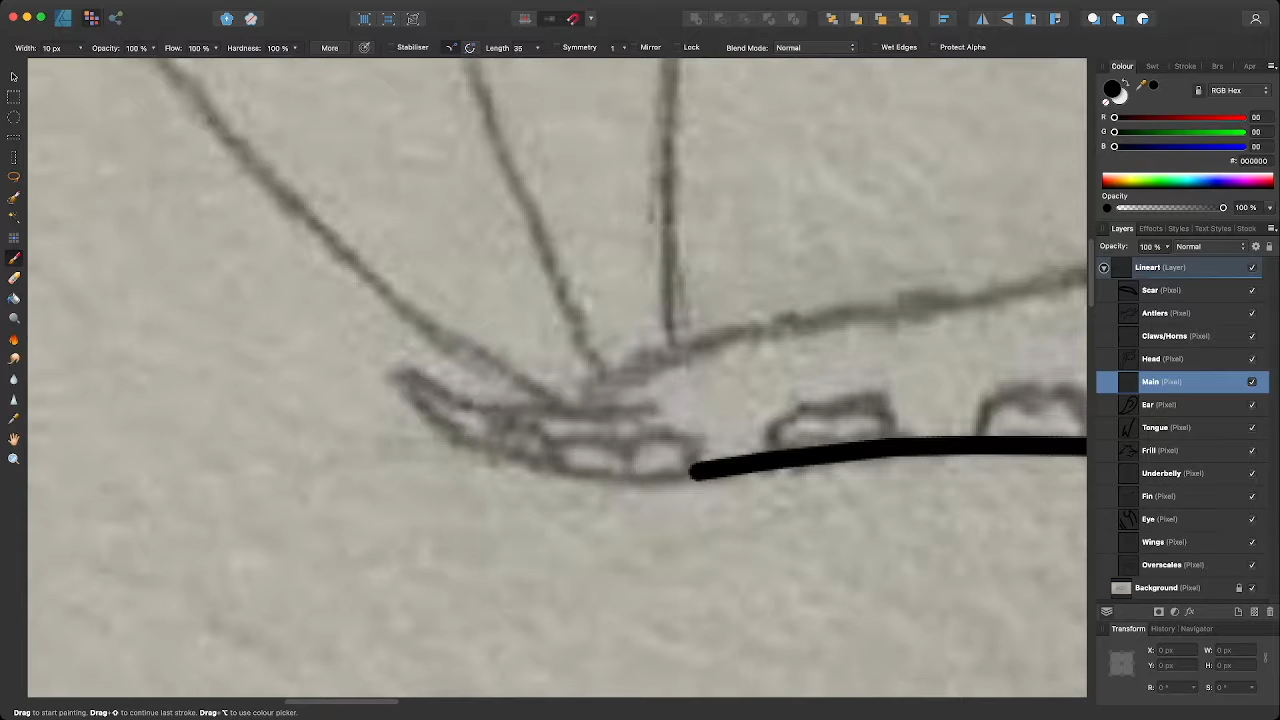 Width: 10 px Opacity: 100 % Flow: 100 % Hardness: 100 % More Stabiliser Length 35 Symmetry 1 Mirror Lock Blend Mode: Normal Wet Edges Protect Alpha
Colour Swt Stroke Brs Apr
RGB Hex
R 00
G 00
B 00
#: 000000
Opacity
100 %
Layers Effects Styles Text Styles Stock
Opacity: 100 % Normal
Lineart (Layer)
Scar (Pixel)
Antlers (Pixel)
Claws/Horns (Pixel)
Head (Pixel)
Main (Pixel)
Ear (Pixel)
Tongue (Pixel)
Frill (Pixel)
Underbelly (Pixel)
Fin (Pixel)
Eye (Pixel)
Wings (Pixel)
Overscales (Pixel)
Background (Pixel)
Transform History Navigator
X: 0 px W: 0 px
Y: 0 px H: 0 px
R: 0 ° S: 0 °
Drag to start painting. Drag+⇧ to continue last stroke. Drag+⌥ to use colour picker.